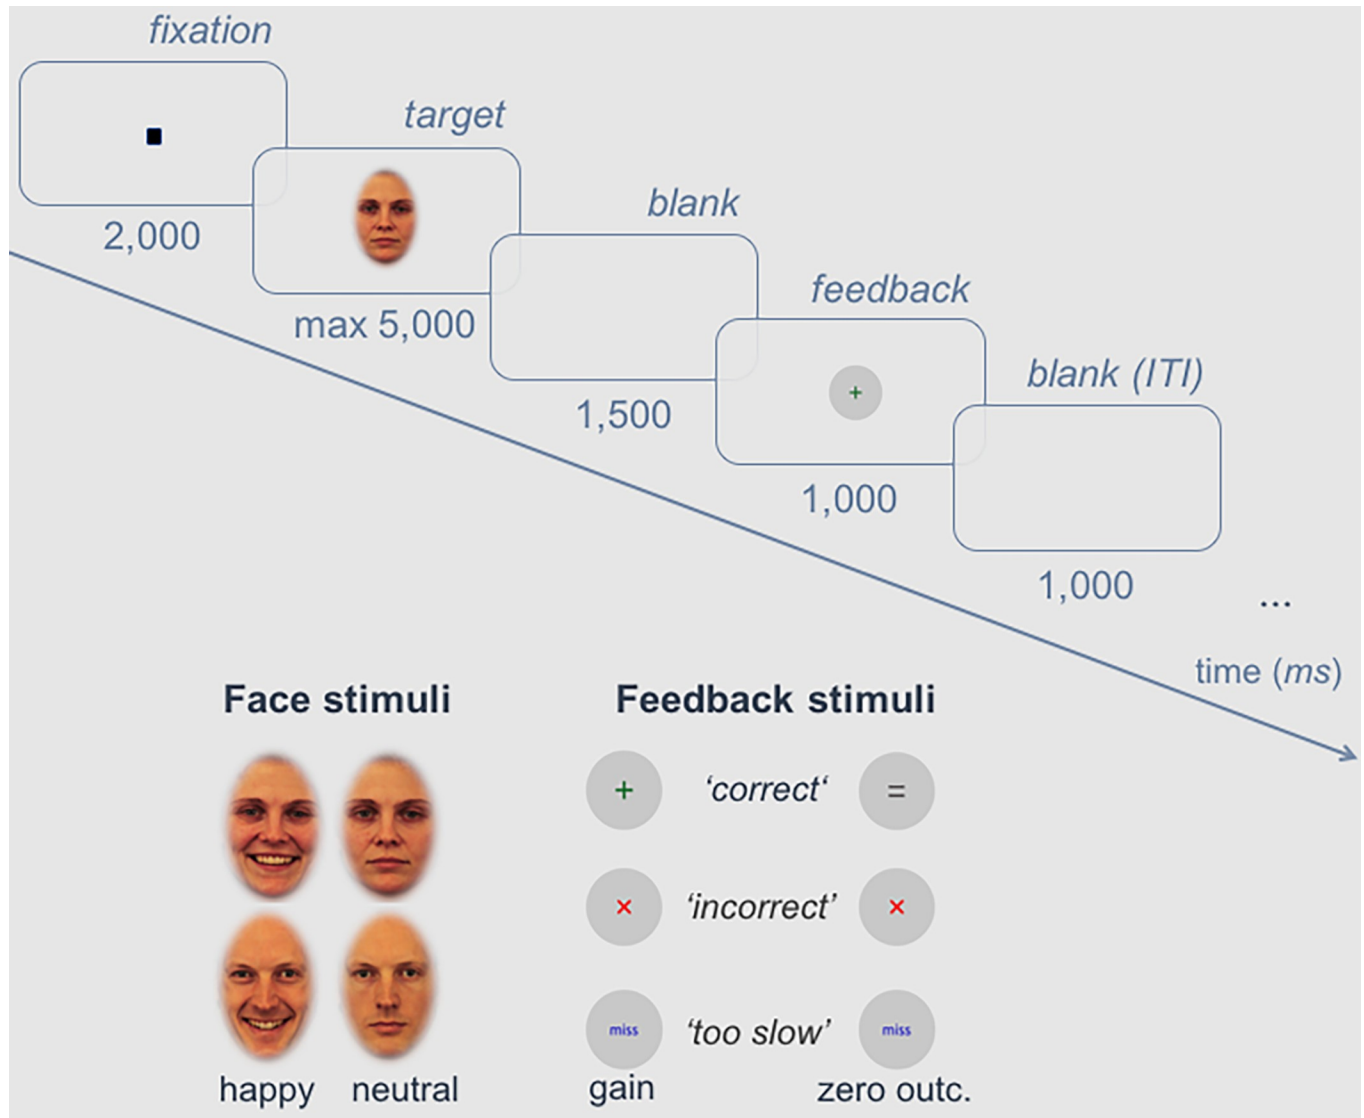 fixation
target
2,000
blank
max 5,000
feedback
1,500
blank (ITI)
1,000
1,000
...
time (ms)
Face stimuli
Feedback stimuli
+ ‘correct‘ =
× ‘incorrect’ ×
miss ‘too slow’ miss
happy neutral gain zero outc.